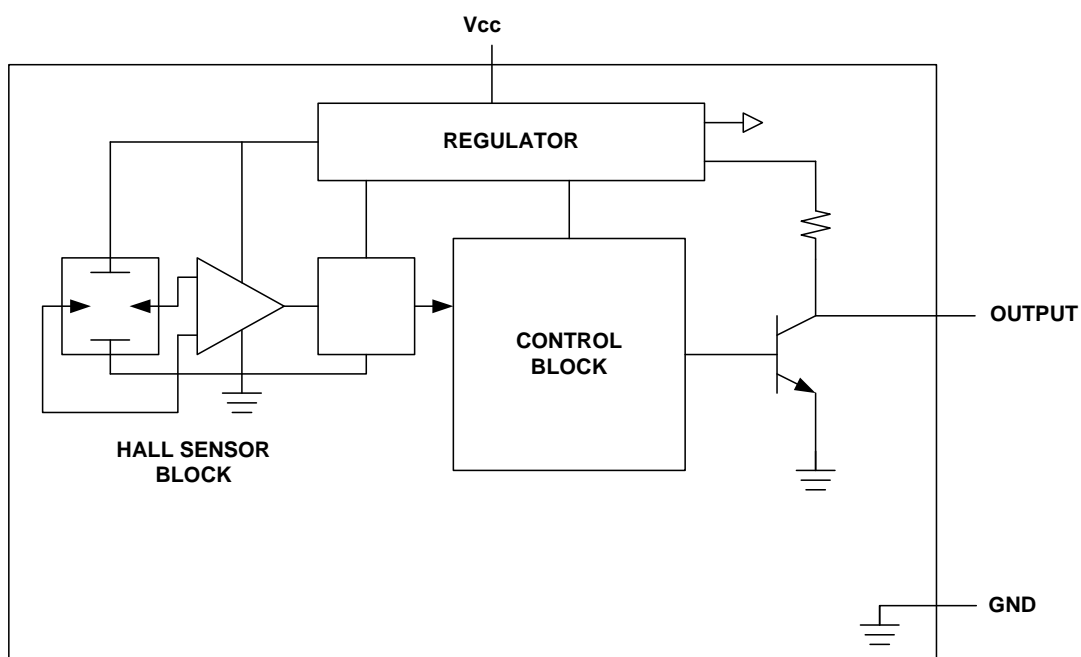 Vcc
REGULATOR
CONTROL
BLOCK
OUTPUT
HALL SENSOR
BLOCK
GND